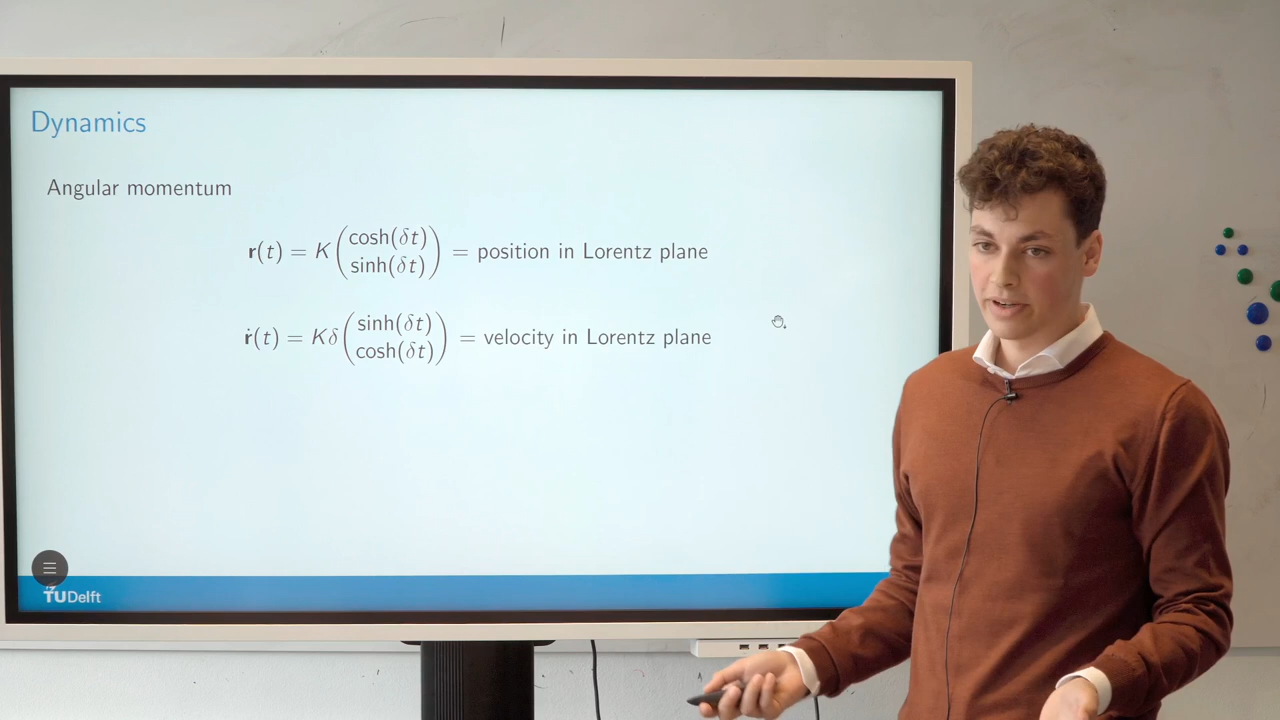 Dynamics
Angular momentum
r(t) = K(cosh(δt) sinh(δt)) = position in Lorentz plane
ṙ(t) = Kδ(sinh(δt) cosh(δt)) = velocity in Lorentz plane
TUDelft